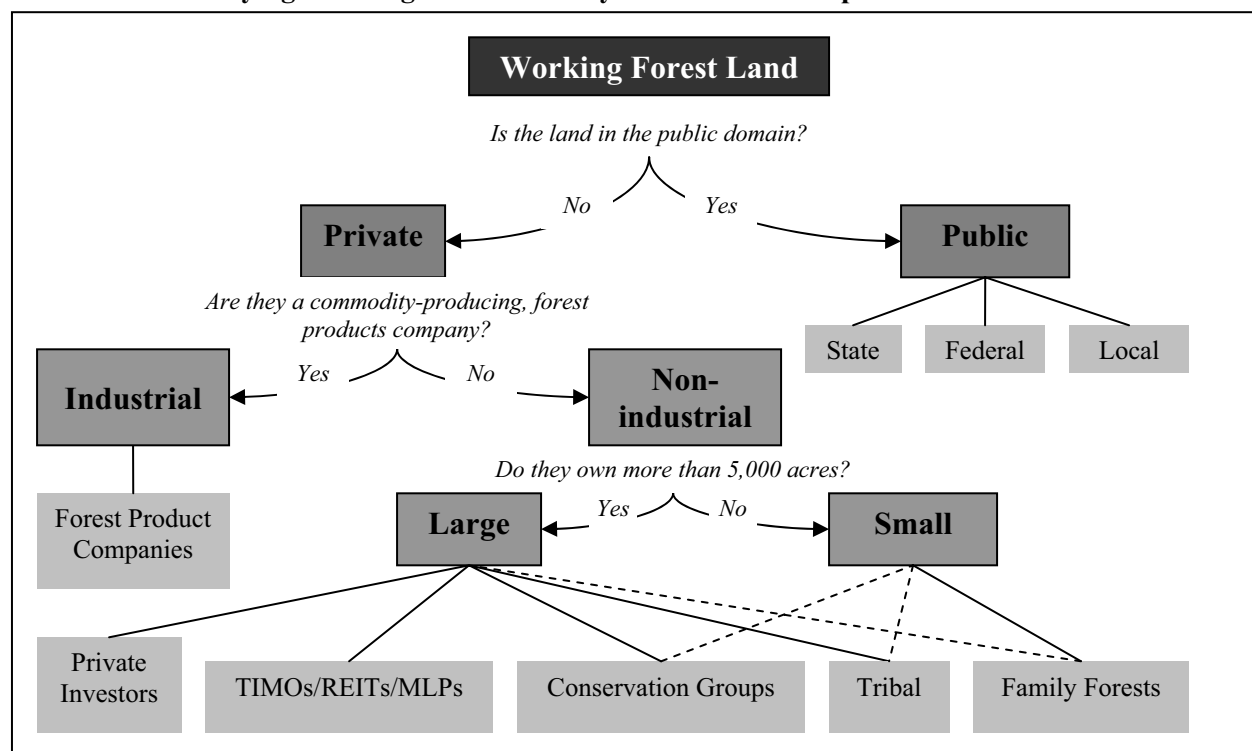 Working Forest Land
Is the land in the public domain?
No
Yes
Private
Public
Are they a commodity-producing, forest
products company?
State
Federal
Local
Yes
No
Industrial
Non-
industrial
Do they own more than 5,000 acres?
Forest Product
Companies
Yes
No
Large
Small
Private
Investors
TIMOs/REITs/MLPs
Conservation Groups
Tribal
Family Forests